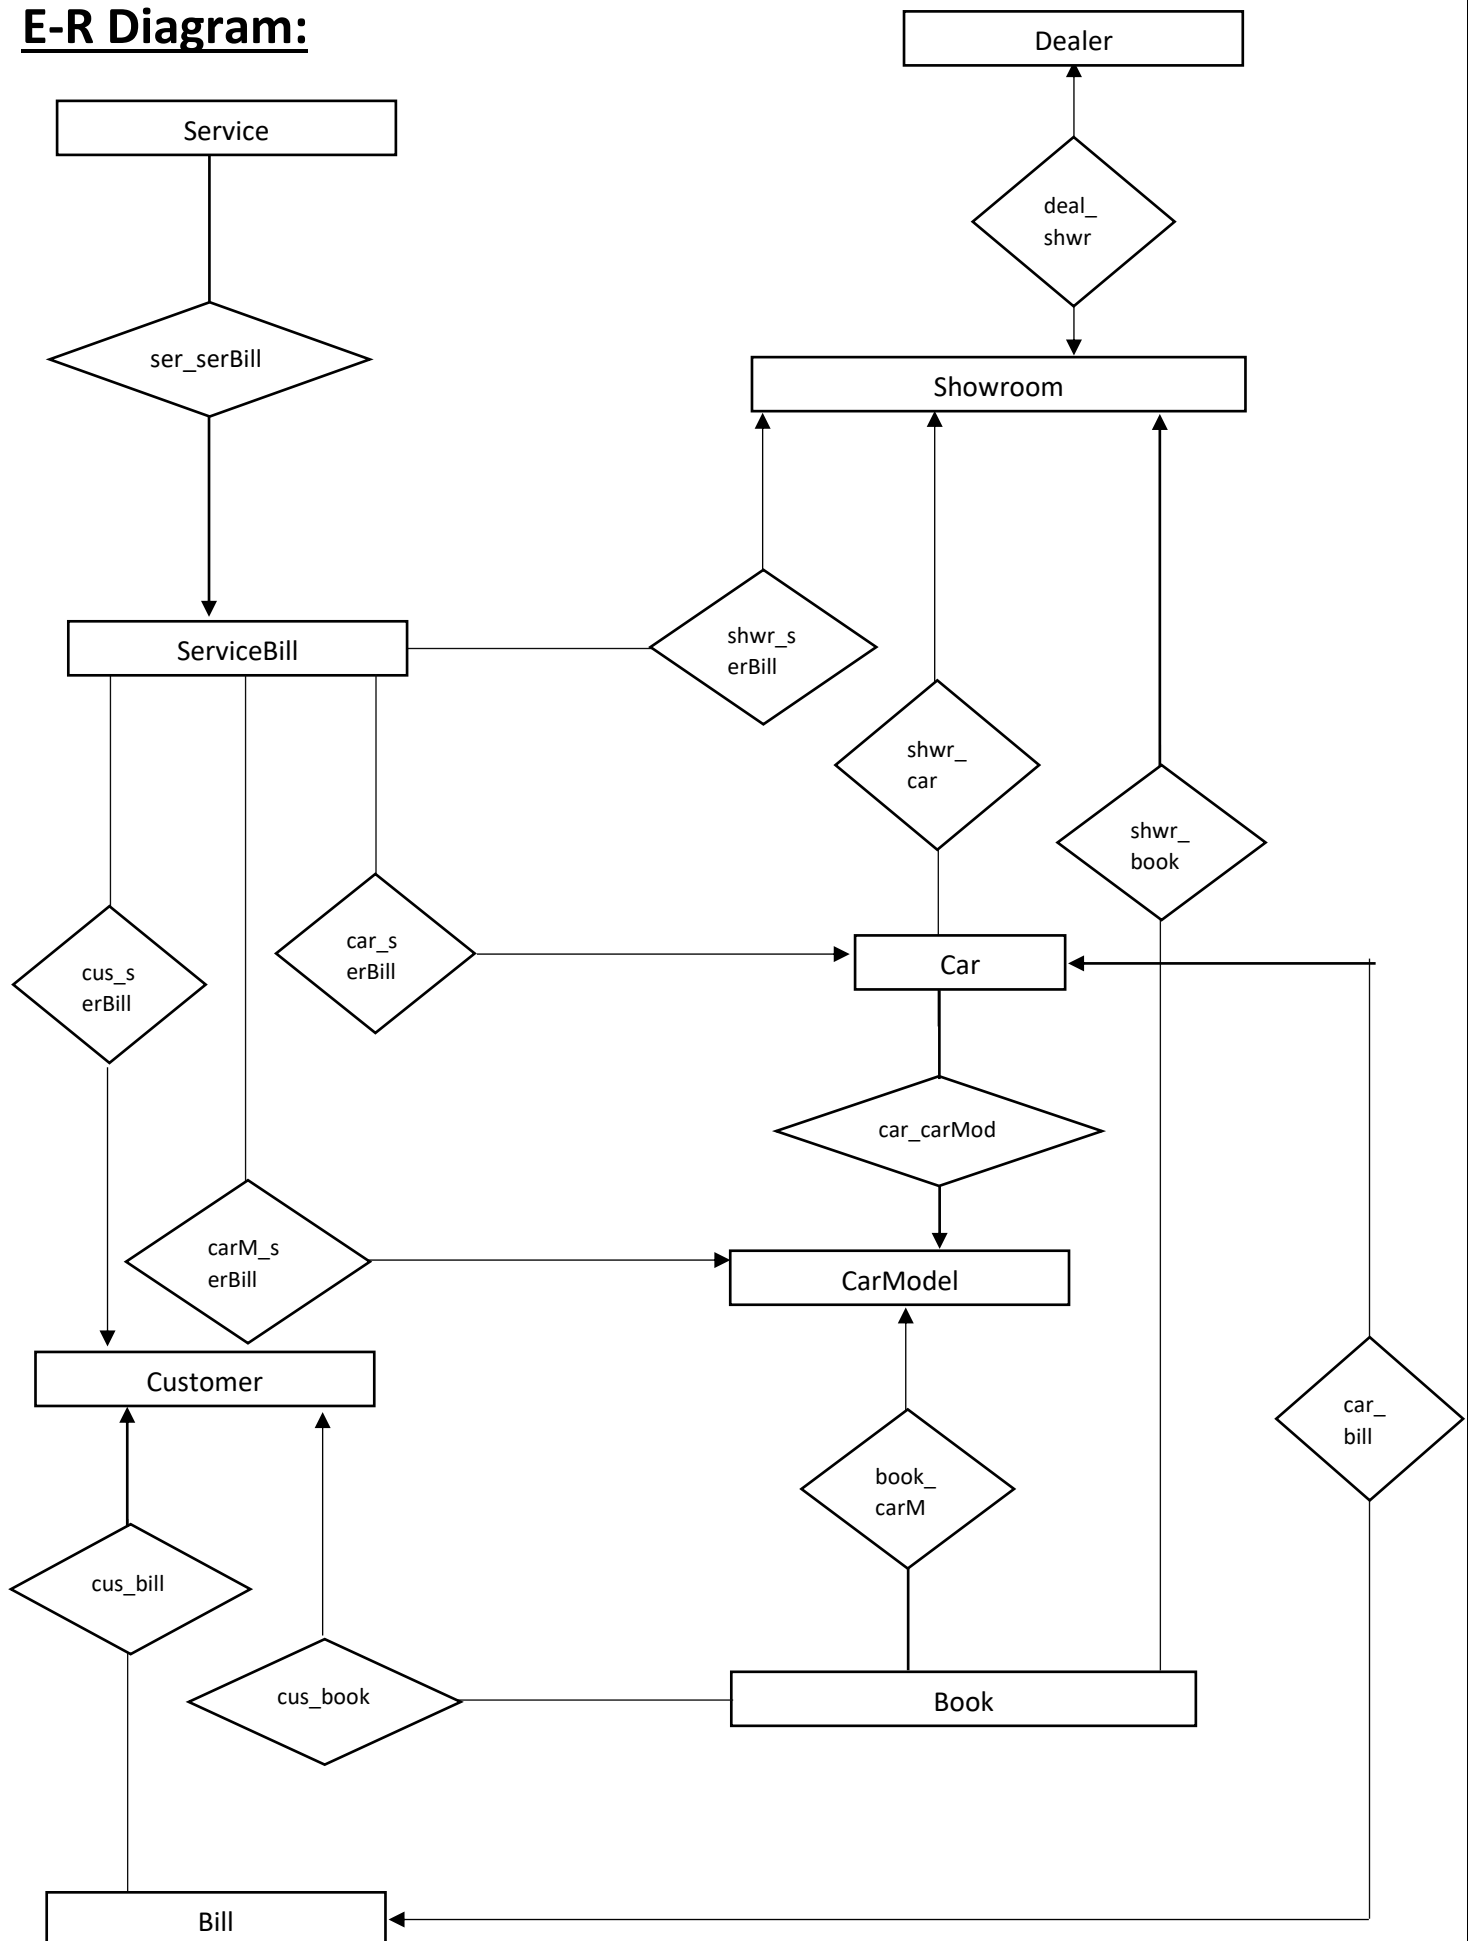 E-R Diagram:
Dealer
Service
deal_
shwr
ser_serBill
Showroom
shwr_s
erBill
ServiceBill
shwr_
car
shwr_
book
car_s
erBill
Car
cus_s
erBill
car_carMod
carM_s
erBill
CarModel
Customer
car_
bill
book_
carM
cus_bill
cus_book
Book
Bill